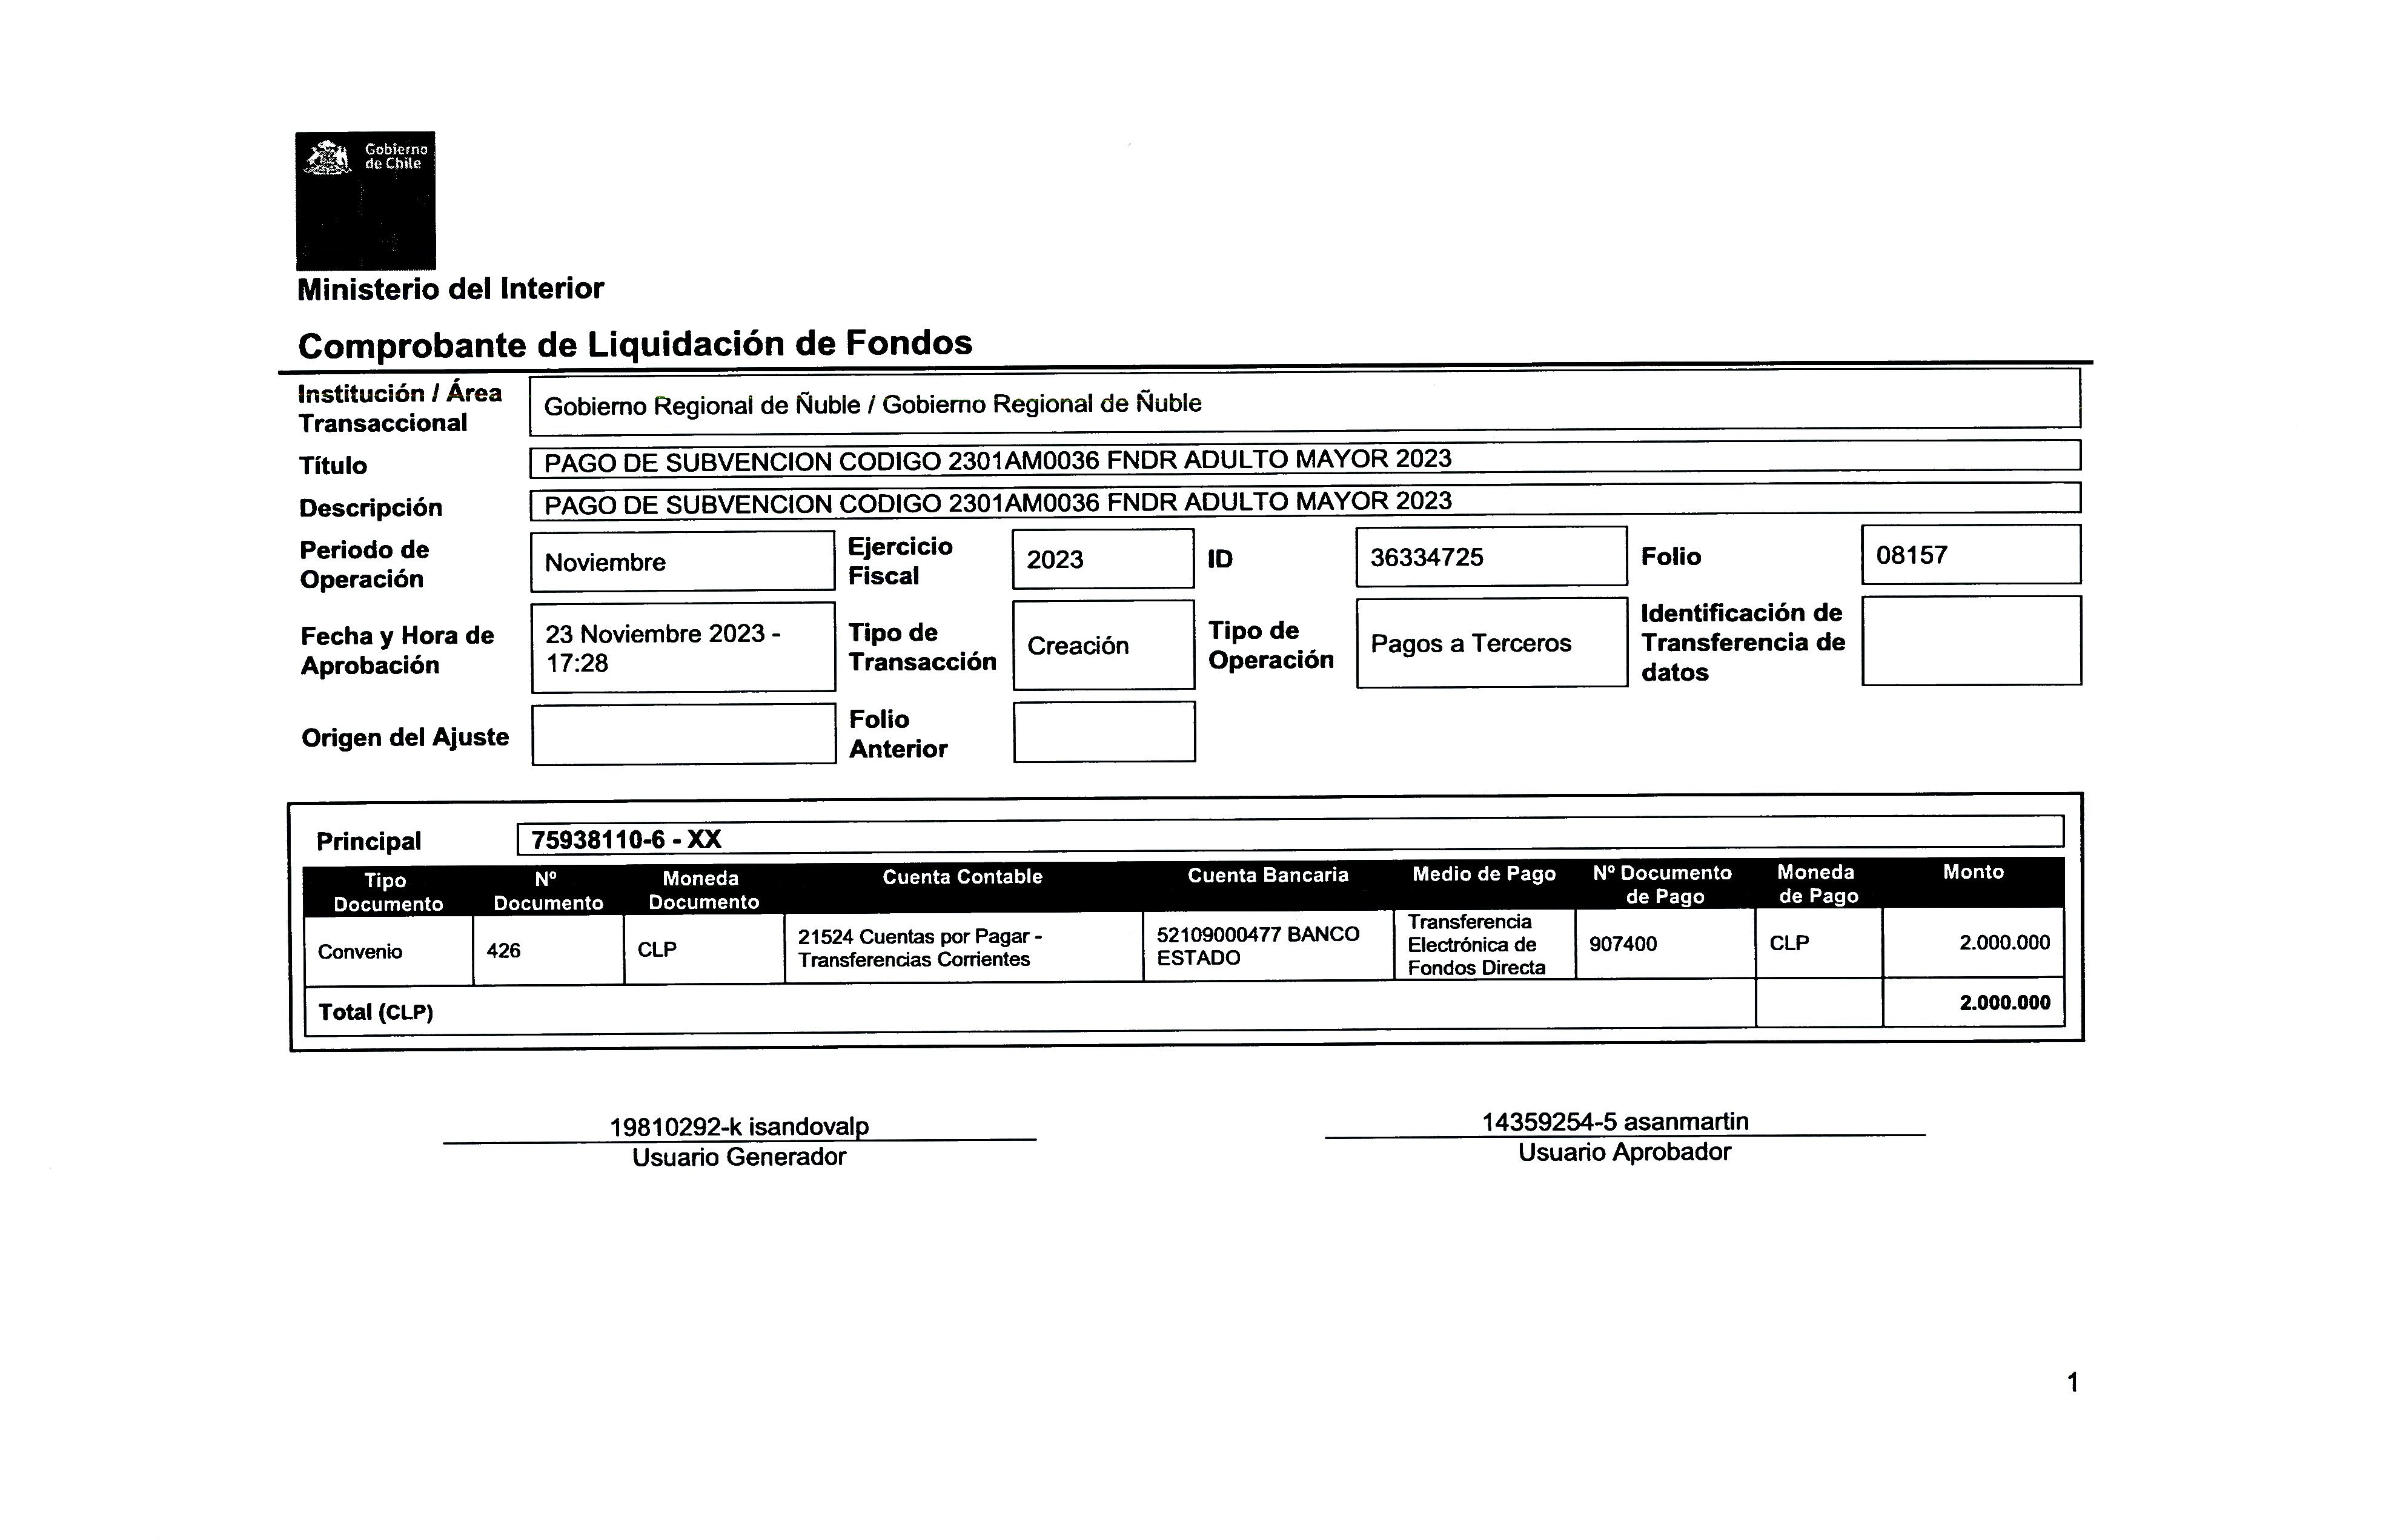 Gobierno
de Chile
Ministerio del Interior
Comprobante de Liquidación de Fondos
Institución / Área
Transaccional
Gobierno Regional de Ñuble / Gobierno Regional de Ñuble
Título
PAGO DE SUBVENCION CODIGO 2301AM0036 FNDR ADULTO MAYOR 2023
Descripción
PAGO DE SUBVENCION CODIGO 2301AM0036 FNDR ADULTO MAYOR 2023
Periodo de
Operación
Noviembre
Ejercicio
Fiscal
2023
ID
36334725
Folio
08157
Fecha y Hora de
Aprobación
23 Noviembre 2023 -
17:28
Tipo de
Transacción
Creación
Tipo de
Operación
Pagos a Terceros
Identificación de
Transferencia de
datos
Origen del Ajuste
Folio
Anterior
Principal
75938110-6 - XX
Tipo
Documento
Nº
Documento
Moneda
Documento
Cuenta Contable
Cuenta Bancaria
Medio de Pago
Nº Documento
de Pago
Moneda
de Pago
Monto
Convenio
426
CLP
21524 Cuentas por Pagar -
Transferencias Corrientes
52109000477 BANCO
ESTADO
Transferencia
Electrónica de
Fondos Directa
907400
CLP
2.000.000
Total (CLP)
2.000.000
19810292-k isandovalp
Usuario Generador
14359254-5 asanmartin
Usuario Aprobador
1